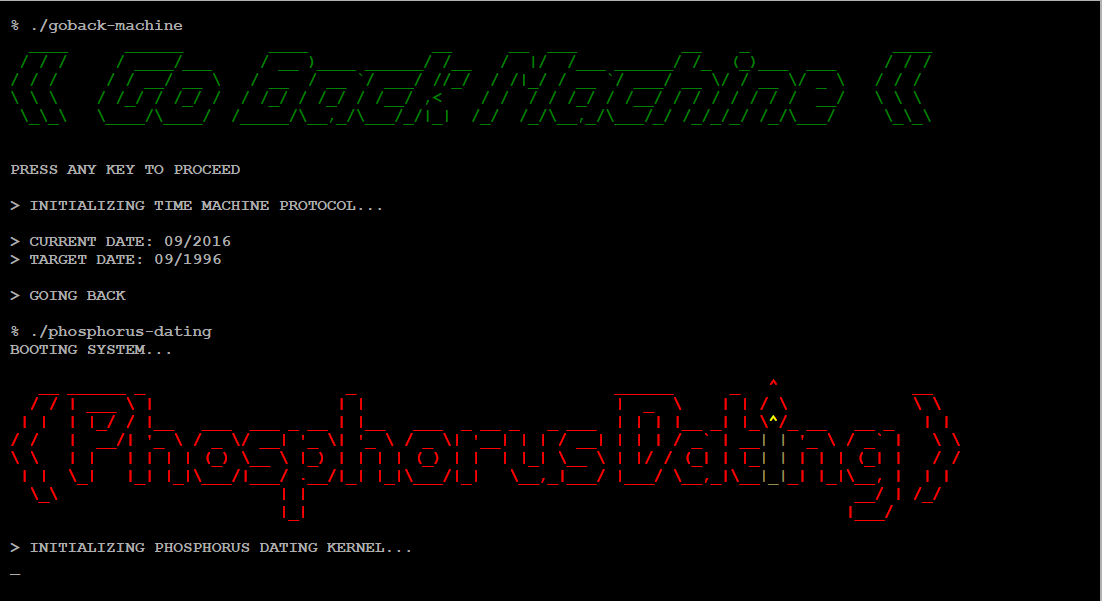 % ./goback-machine
Go Back Machine
PRESS ANY KEY TO PROCEED
> INITIALIZING TIME MACHINE PROTOCOL...
> CURRENT DATE: 09/2016
> TARGET DATE: 09/1996
> GOING BACK
% ./phosphorus-dating
BOOTING SYSTEM...
{PhosphorusDating}
> INITIALIZING PHOSPHORUS DATING KERNEL...
_